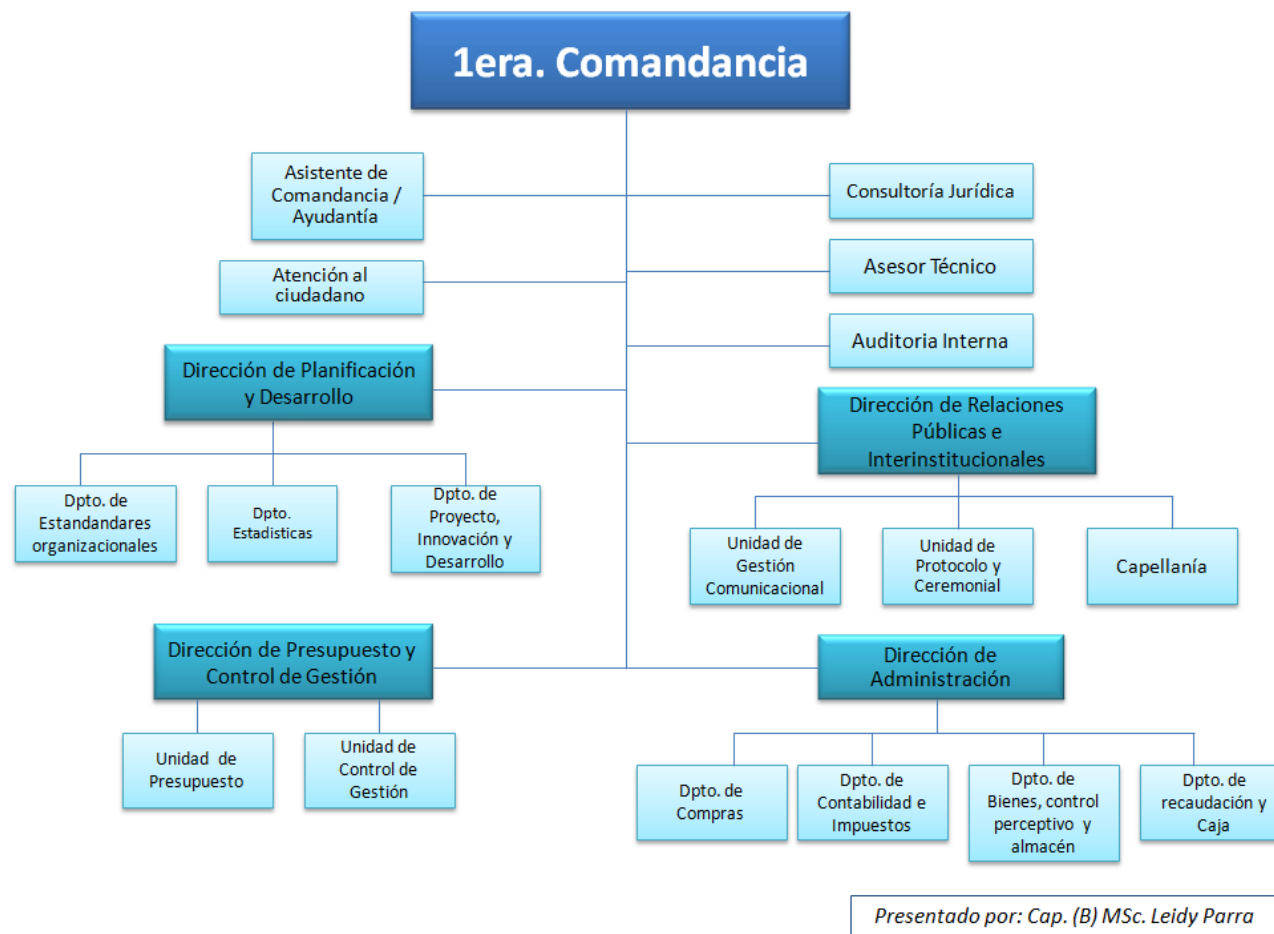 1era. Comandancia
Asistente de
Comandancia /
Ayudantía
Consultoría Jurídica
Atención al
ciudadano
Asesor Técnico
Auditoria Interna
Dirección de Planificación
y Desarrollo
Dirección de Relaciones
Públicas e
Interinstitucionales
Dpto. de
Estandandares
organizacionales
Dpto.
Estadisticas
Dpto. de
Proyecto,
Innovación y
Desarrollo
Unidad de
Gestión
Comunicacional
Unidad de
Protocolo y
Ceremonial
Capellanía
Dirección de Presupuesto y
Control de Gestión
Dirección de
Administración
Unidad de
Presupuesto
Unidad de
Control de
Gestión
Dpto. de
Compras
Dpto. de
Contabilidad e
Impuestos
Dpto. de
Bienes, control
perceptivo y
almacén
Dpto. de
recaudación y
Caja
Presentado por: Cap. (B) MSc. Leidy Parra